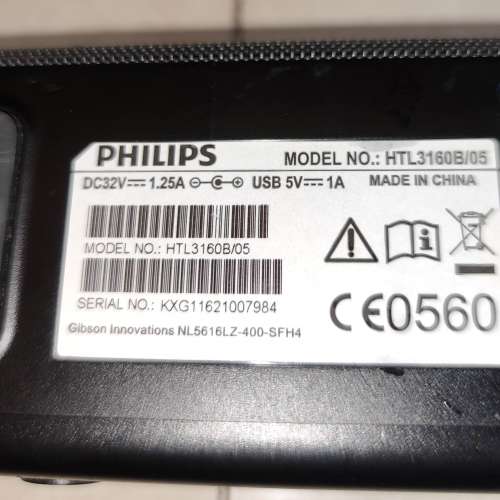 PHILIPS MODEL NO.: HTL3160B/05
DC32V 1.25A USB 5V 1A MADE IN CHINA
MODEL NO.: HTL3160B/05
SERIAL NO.: KXG11621007984
CE0560
Gibson Innovations NL5616LZ-400-SFH4